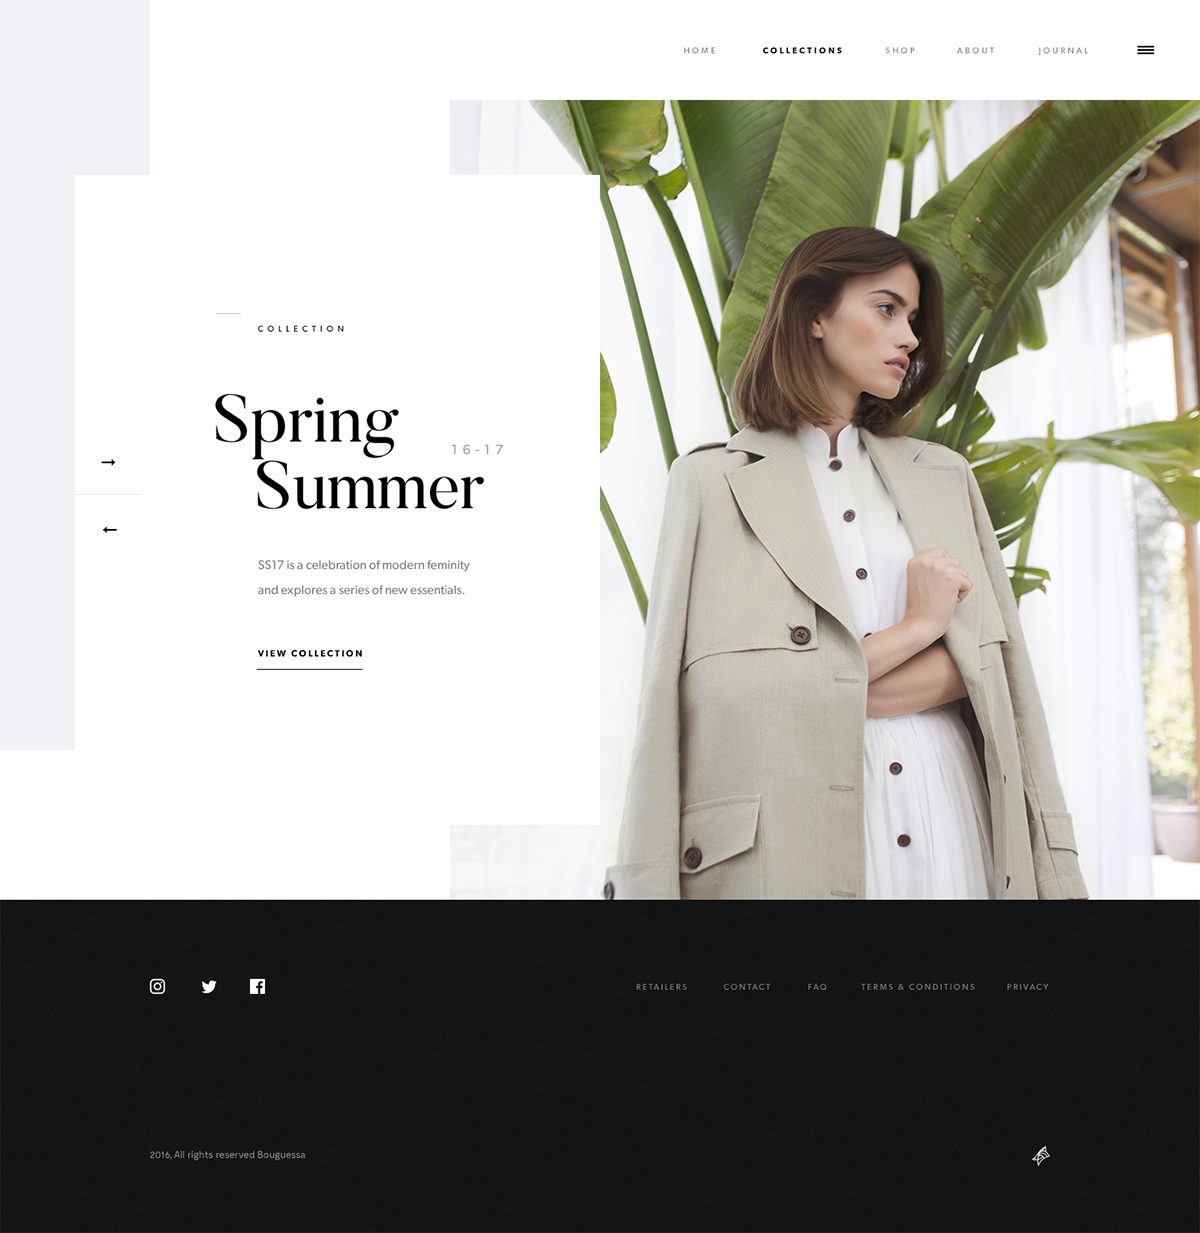 HOME COLLECTIONS SHOP ABOUT JOURNAL
COLLECTION
Spring
16-17
Summer
SS17 is a celebration of modern feminity
and explores a series of new essentials.
VIEW COLLECTION
RETAILERS CONTACT FAQ TERMS & CONDITIONS PRIVACY
2016, All rights reserved Bouguessa